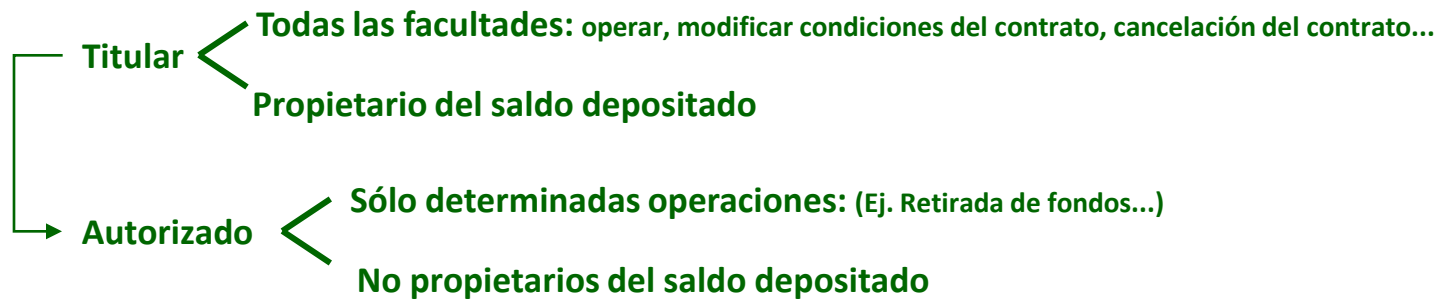 Todas las facultades: operar, modificar condiciones del contrato, cancelación del contrato...
Titular
Propietario del saldo depositado
Sólo determinadas operaciones: (Ej. Retirada de fondos...)
Autorizado
No propietarios del saldo depositado